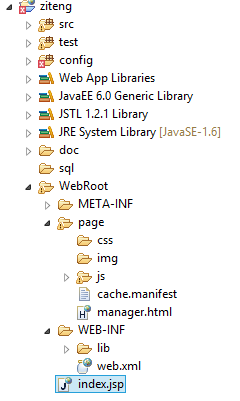 ziteng
src
test
config
Web App Libraries
JavaEE 6.0 Generic Library
JSTL 1.2.1 Library
JRE System Library [JavaSE-1.6]
doc
sql
WebRoot
META-INF
page
css
img
js
cache.manifest
manager.html
WEB-INF
lib
web.xml
index.jsp